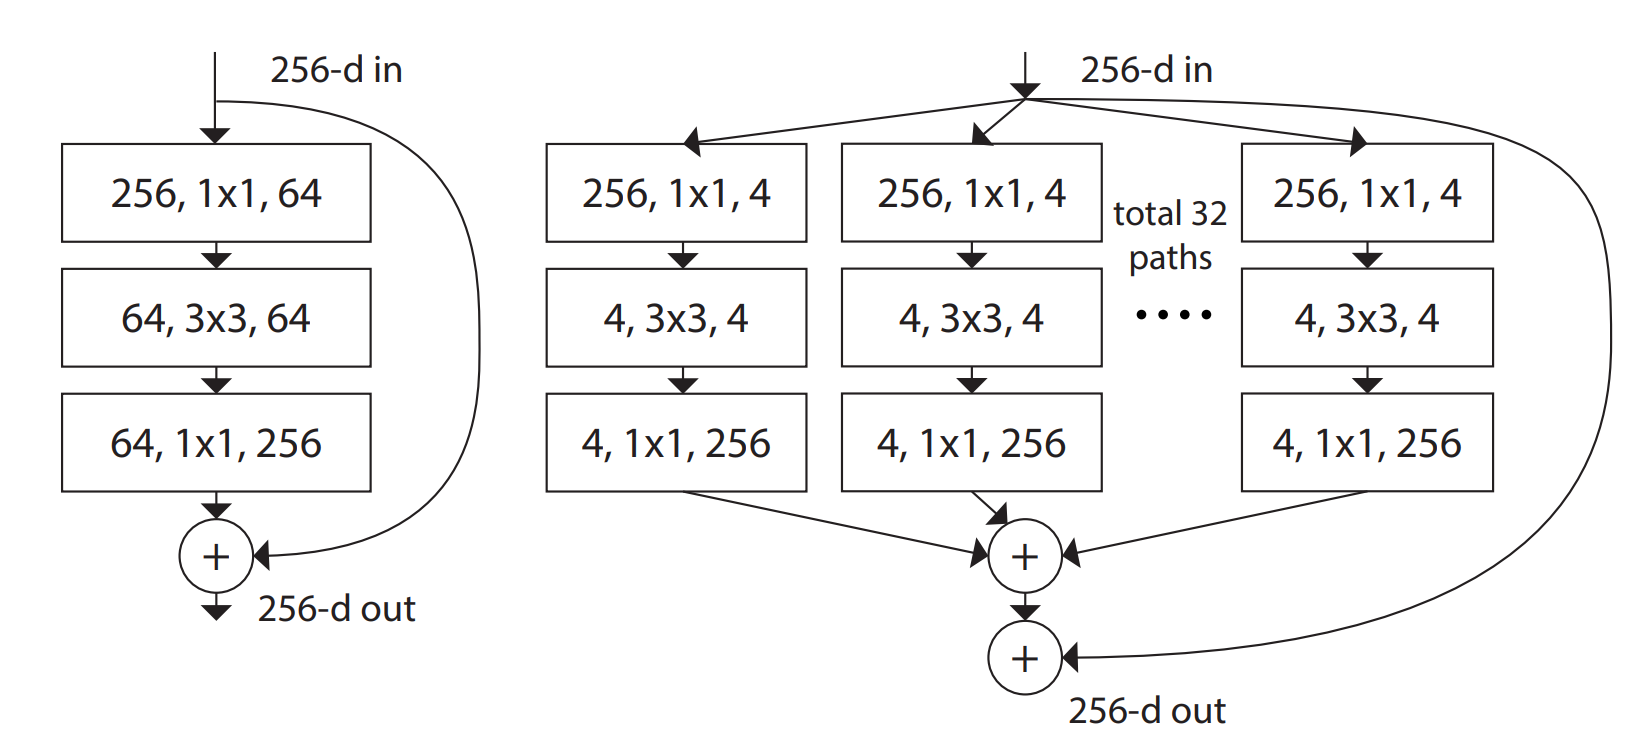 256-d in
256, 1x1, 64
64, 3x3, 64
64, 1x1, 256
+
256-d out
256-d in
256, 1x1, 4
4, 3x3, 4
4, 1x1, 256
256, 1x1, 4
4, 3x3, 4
4, 1x1, 256
total 32
paths
....
256, 1x1, 4
4, 3x3, 4
4, 1x1, 256
+
+
256-d out